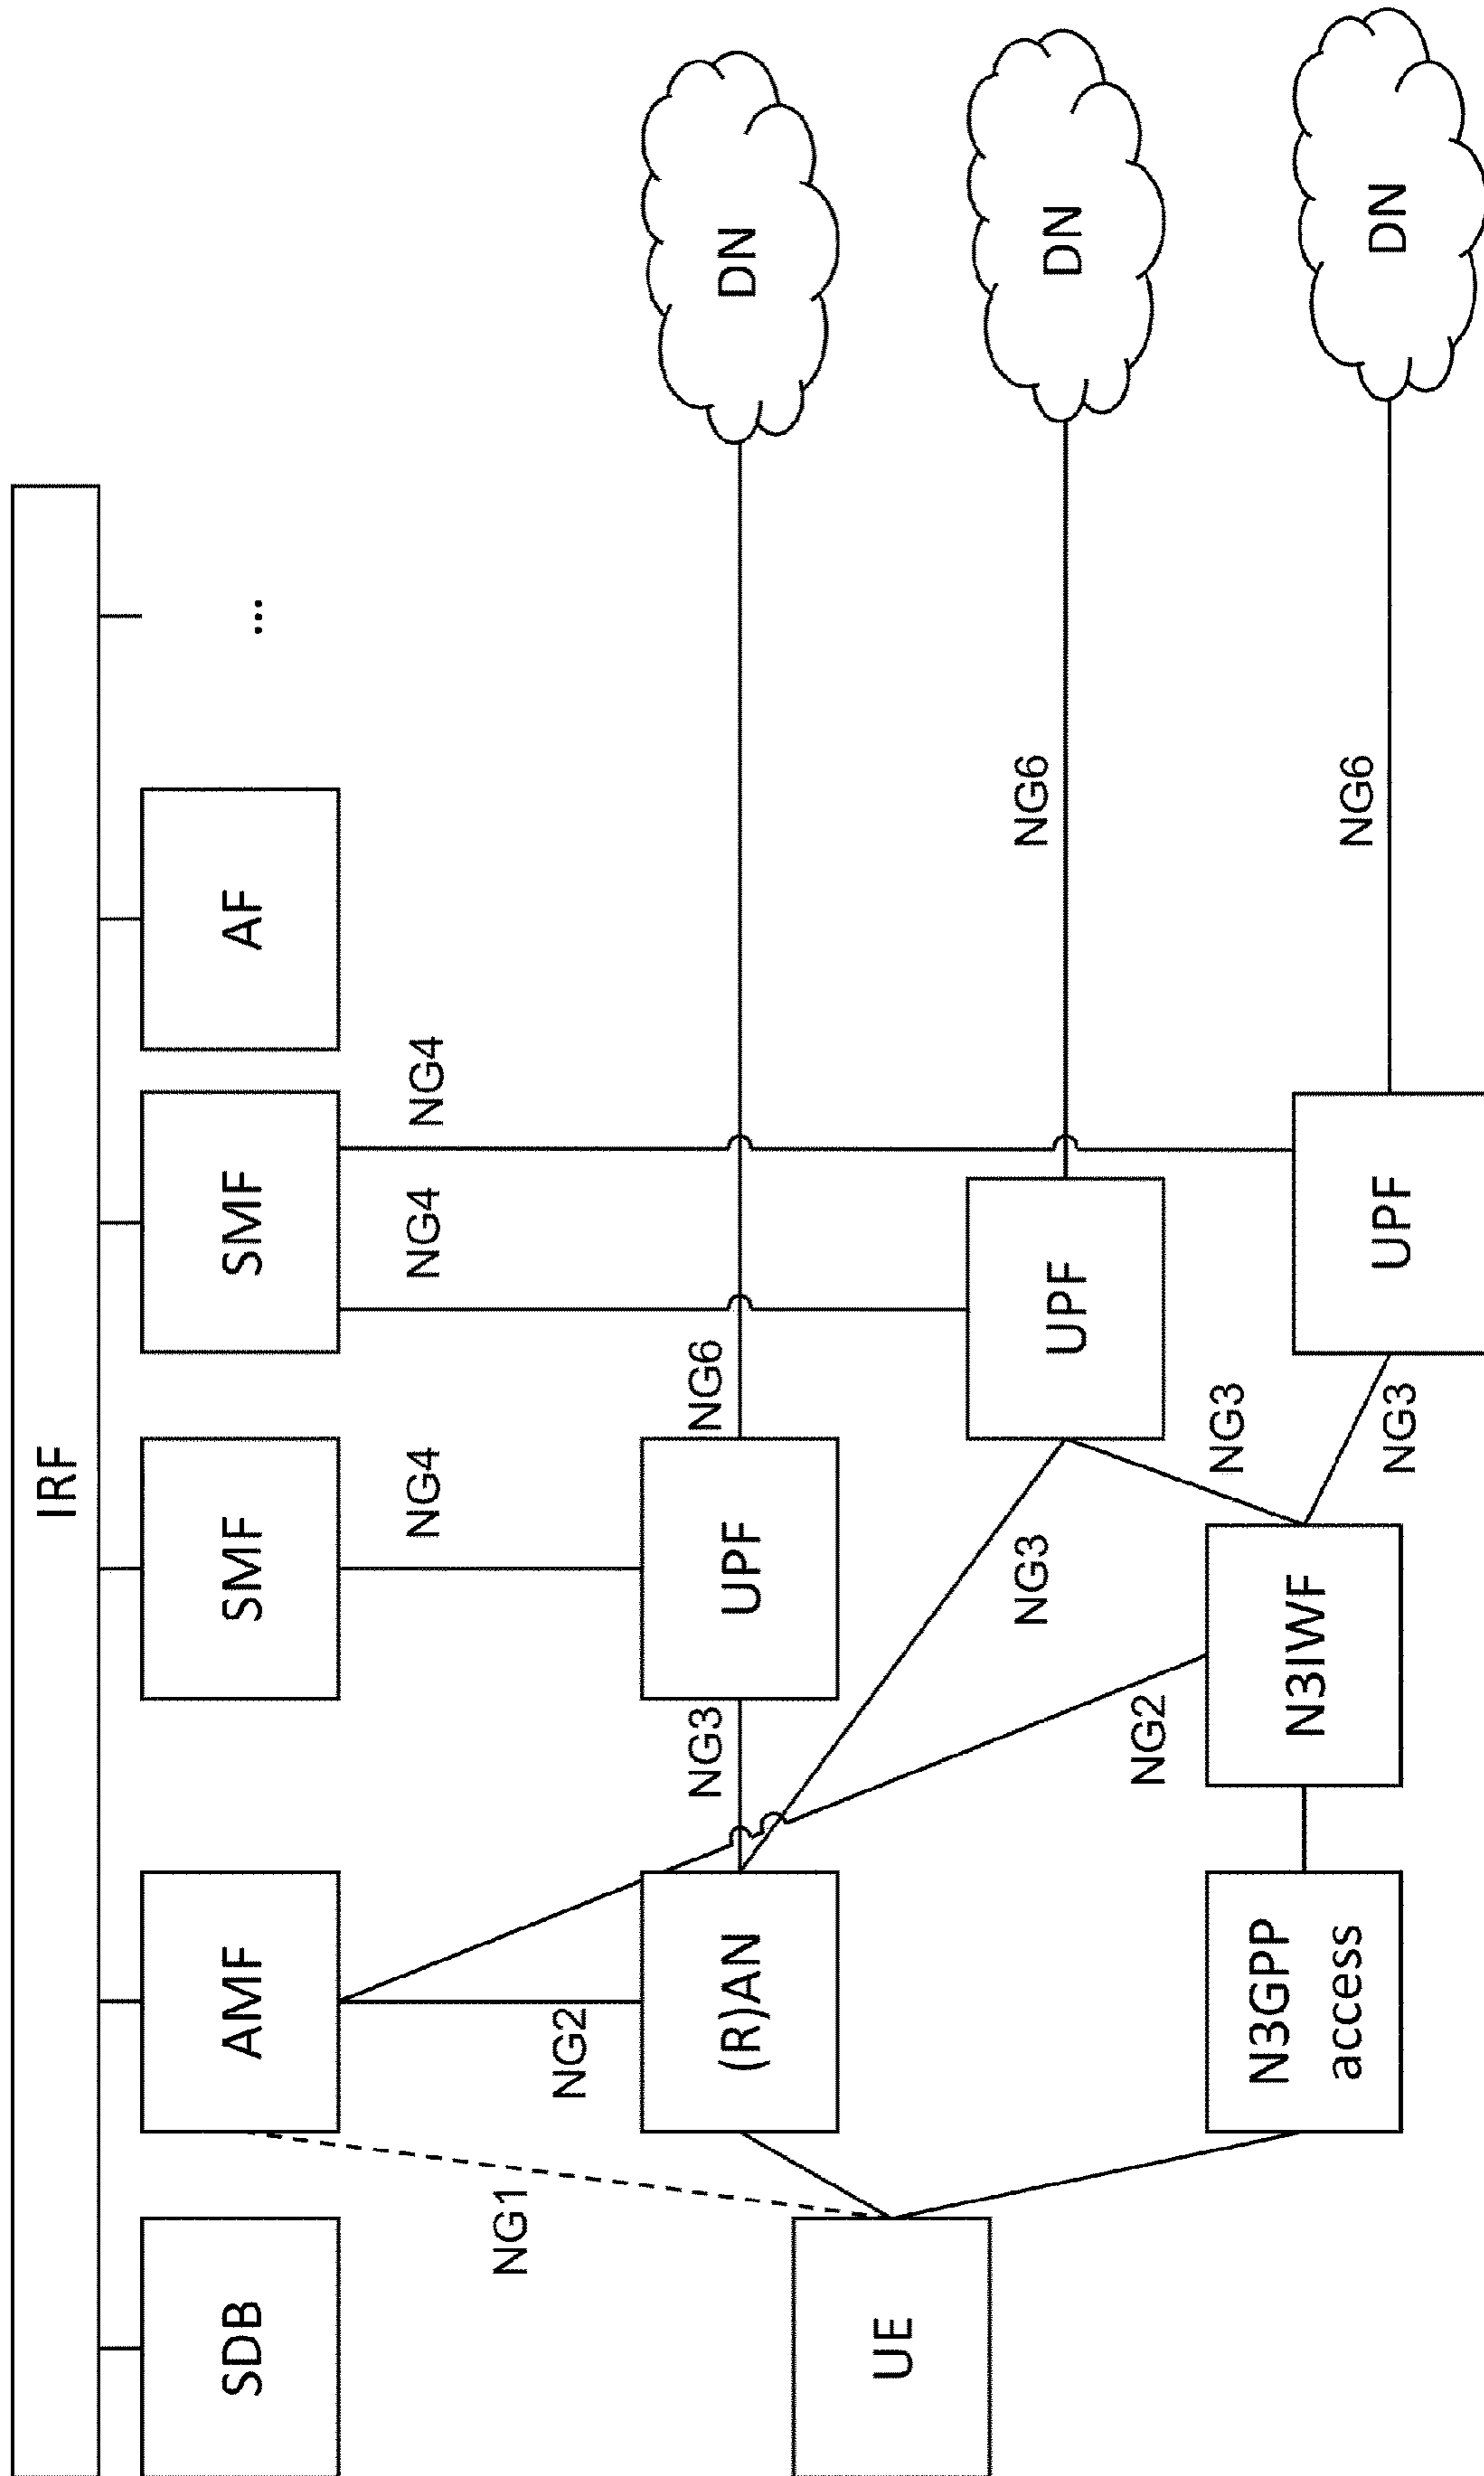 IRF
SDB
AMF
SMF
SMF
AF
...
NG1
NG2
NG4
NG4
NG4
UE
(R)AN
NG3
UPF
NG6
DN
NG3
UPF
NG6
DN
N3GPP
access
NG2
N3IWF
NG3
NG3
UPF
NG6
DN